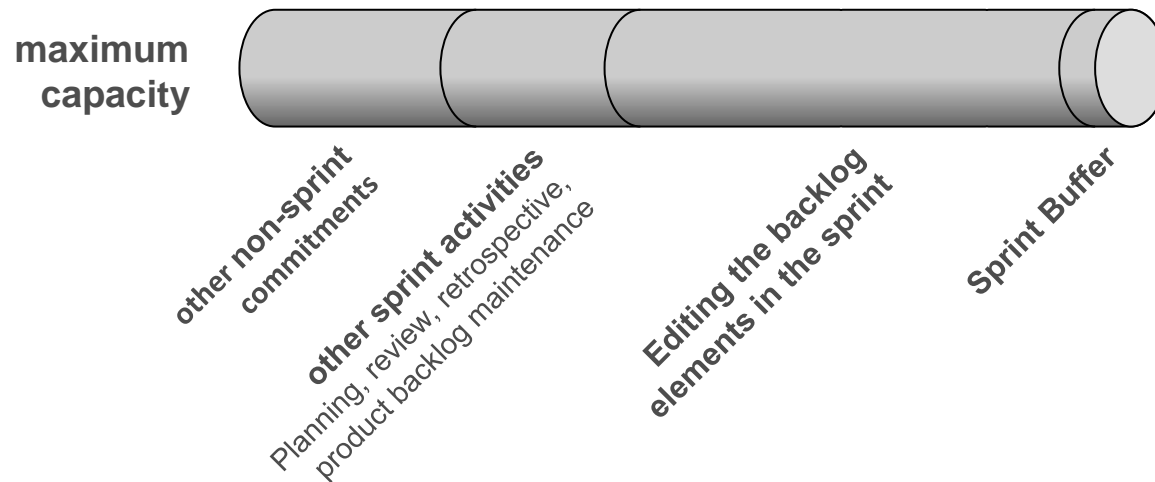 maximum
capacity
other non-sprint
commitments
other sprint activities
Planning, review, retrospective,
product backlog maintenance
Editing the backlog
elements in the sprint
Sprint Buffer